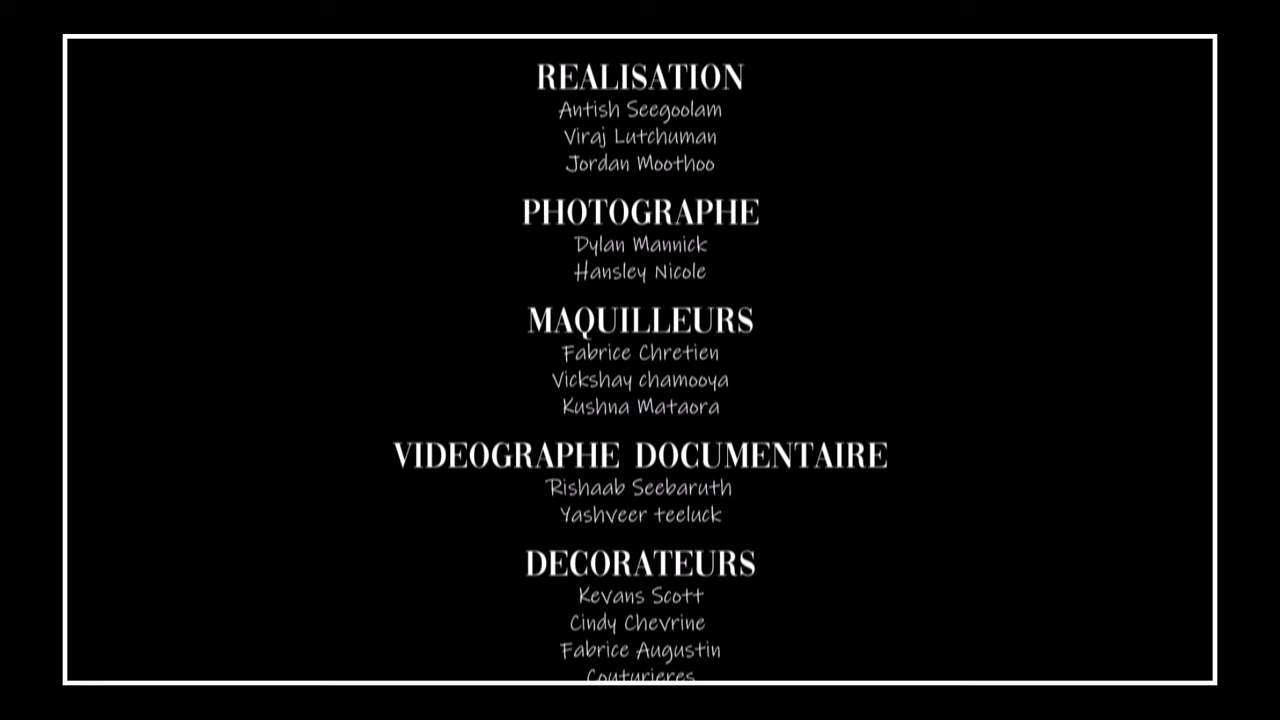 REALISATION
Antish Seegoolam
Viraj Lutchuman
Jordan Moothoo
PHOTOGRAPHE
Dylan Mannick
Hansley Nicole
MAQUILLEURS
Fabrice Chretien
Vickshay chamooya
Kushna Mataora
VIDEOGRAPHE DOCUMENTAIRE
Rishaab Seebaruth
Yashveer teeluck
DECORATEURS
Kevans Scott
Cindy Chevrine
Fabrice Augustin
Couturieres